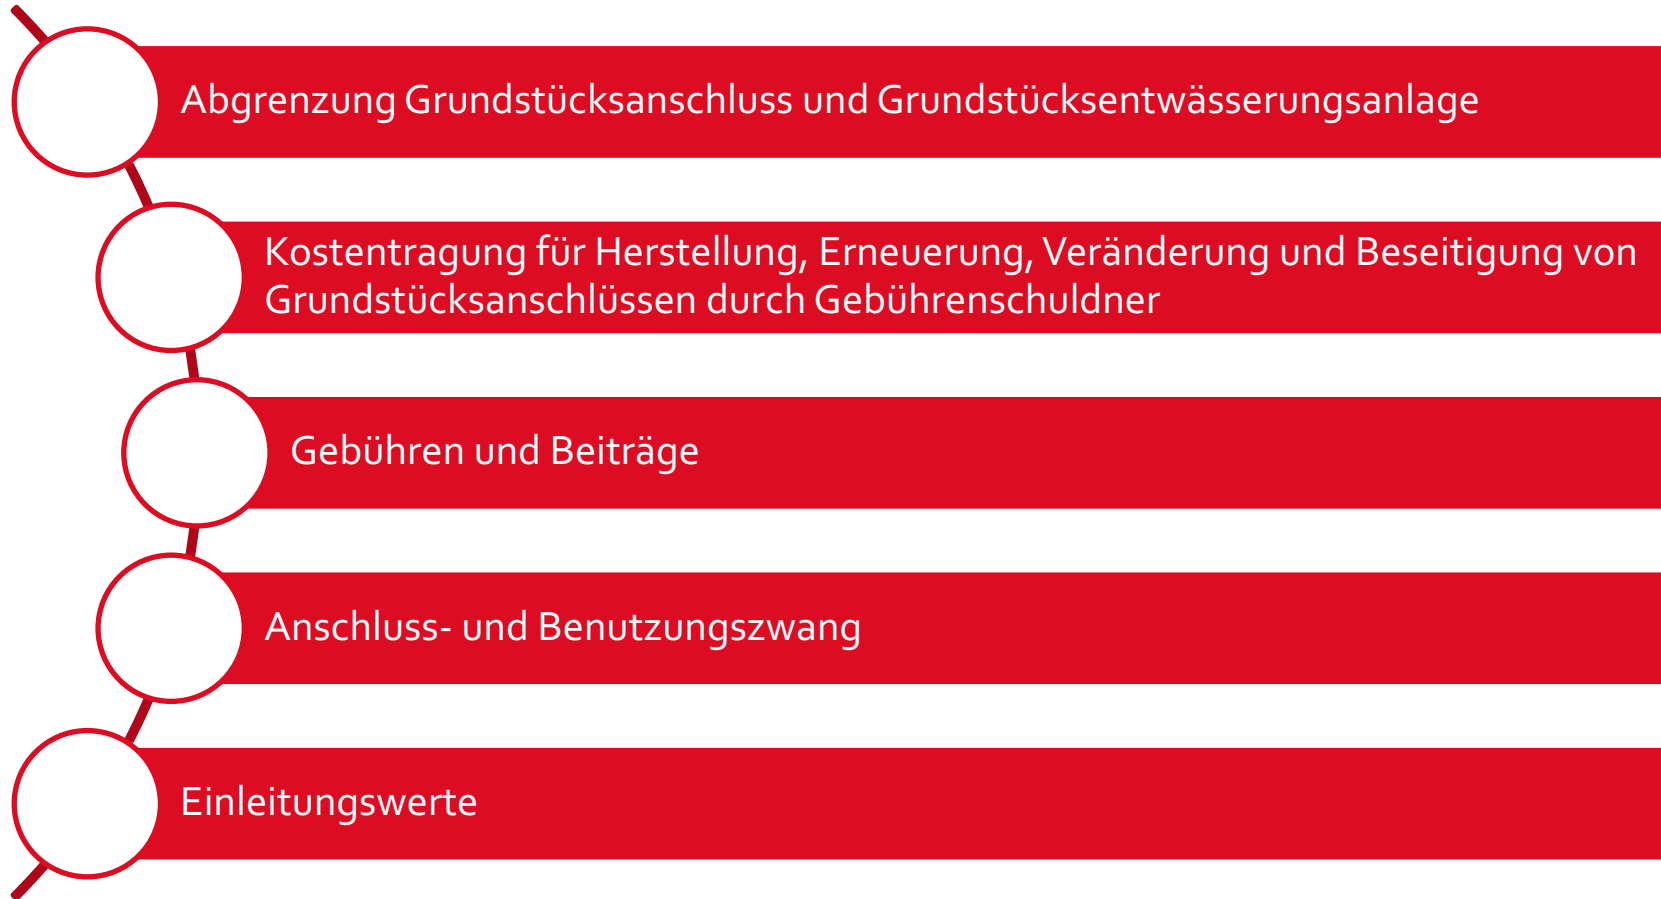 Abgrenzung Grundstücksanschluss und Grundstücksentwässerungsanlage
Kostentragung für Herstellung, Erneuerung, Veränderung und Beseitigung von
Grundstücksanschlüssen durch Gebührenschuldner
Gebühren und Beiträge
Anschluss- und Benutzungszwang
Einleitungswerte